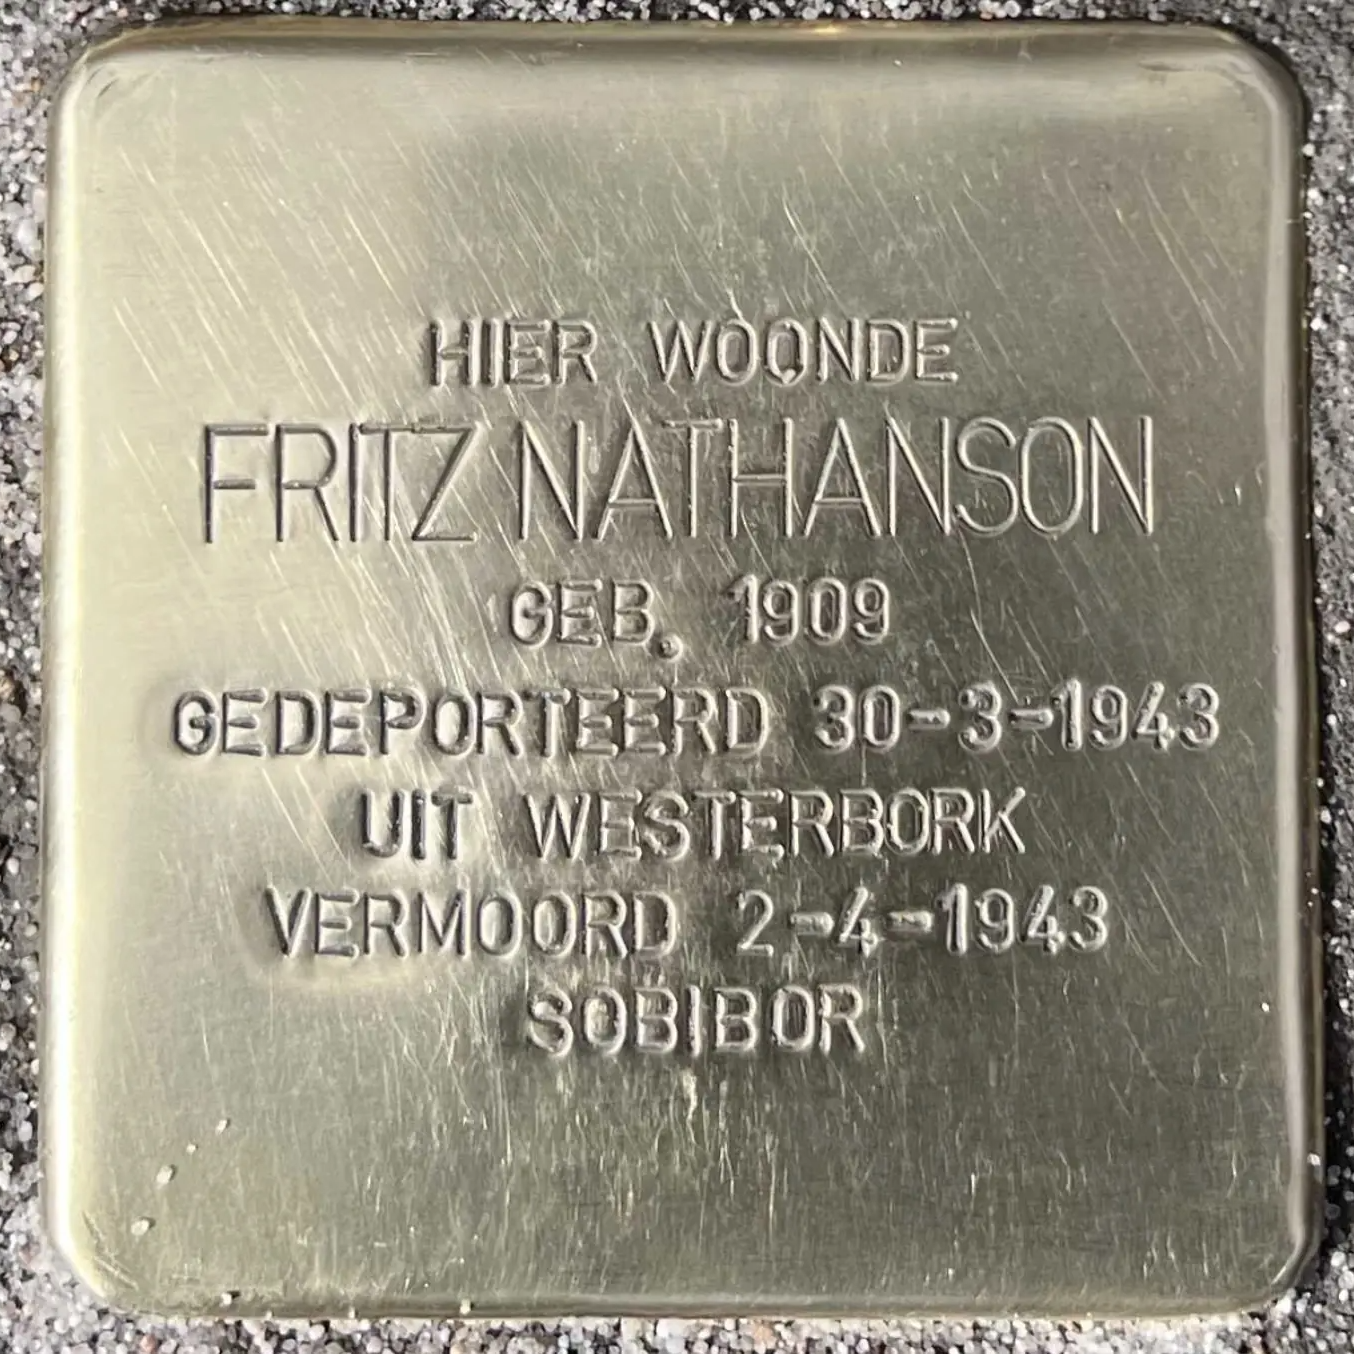 HIER WOONDE
FRITZ NATHANSON
GEB. 1909
GEDEPORTEERD 30-3-1943
UIT WESTERBORK
VERMOORD 2-4-1943
SOBIBOR